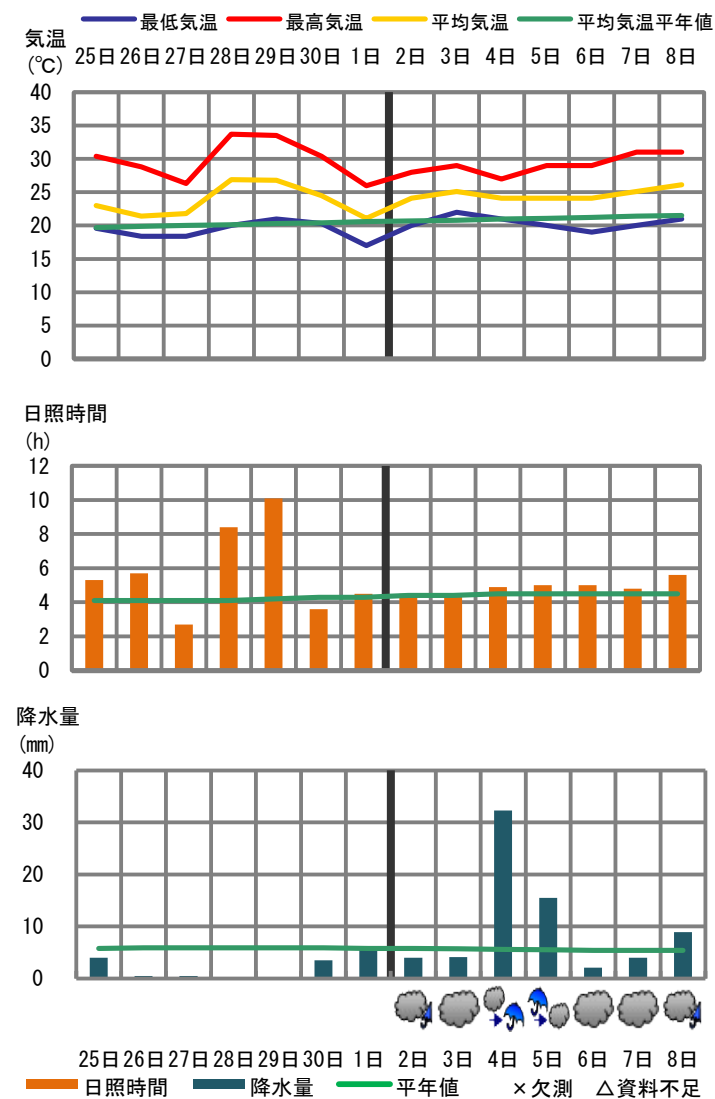 最低気温 最高気温 平均気温 平均気温平年値
気温
(℃) 25日 26日 27日 28日 29日 30日 1日 2日 3日 4日 5日 6日 7日 8日
40
35
30
25
20
15
10
5
0
日照時間
(h)
12
10
8
6
4
2
0
降水量
(mm)
40
30
20
10
0
25日 26日 27日 28日 29日 30日 1日 2日 3日 4日 5日 6日 7日 8日
日照時間 降水量 平年値 ×欠測 △資料不足